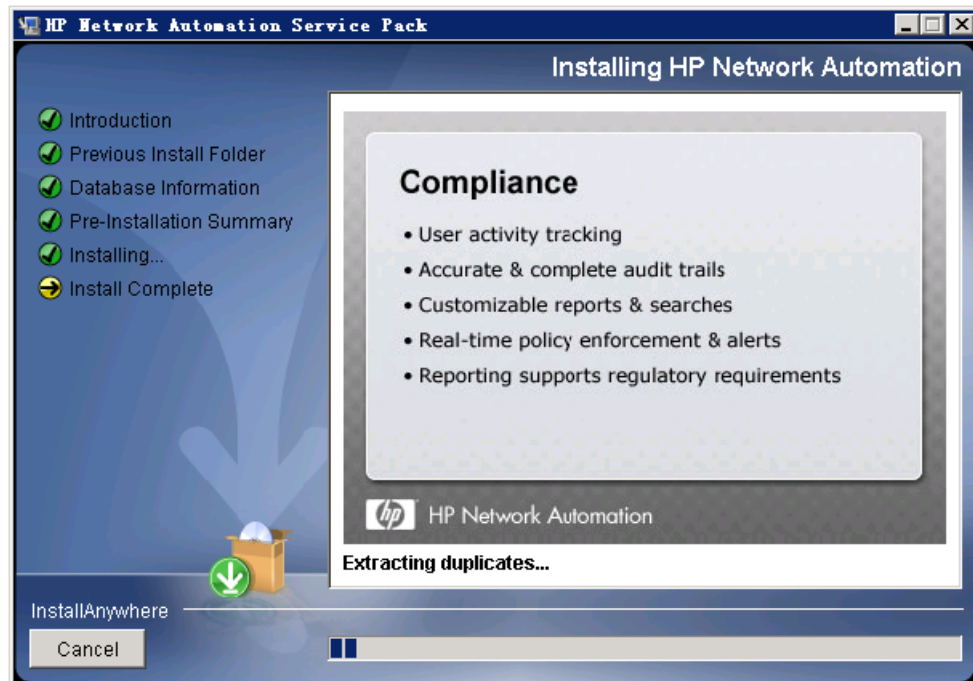 HP Network Automation Service Pack
Installing HP Network Automation
Introduction
Previous Install Folder
Database Information
Pre-Installation Summary
Installing...
Install Complete
Compliance
• User activity tracking
• Accurate & complete audit trails
• Customizable reports & searches
• Real-time policy enforcement & alerts
• Reporting supports regulatory requirements
hp HP Network Automation
Extracting duplicates...
InstallAnywhere
Cancel